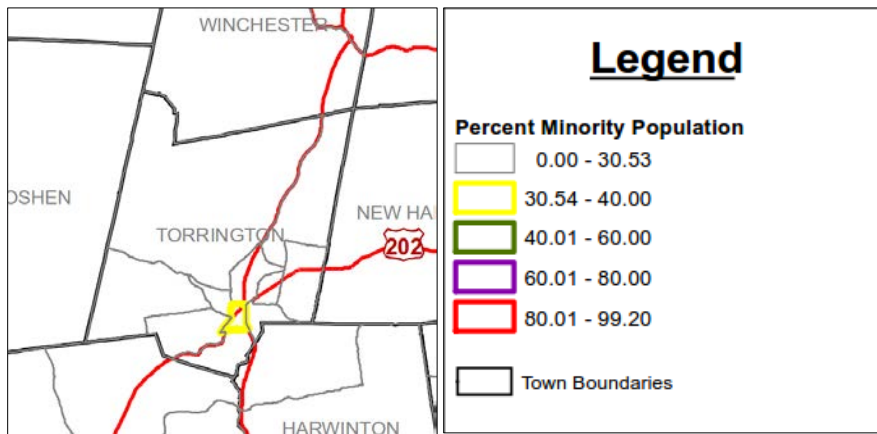 WINCHESTER
OSHEN
NEW HA
TORRINGTON
202
HARWINTON
Legend
Percent Minority Population
0.00 - 30.53
30.54 - 40.00
40.01 - 60.00
60.01 - 80.00
80.01 - 99.20
Town Boundaries